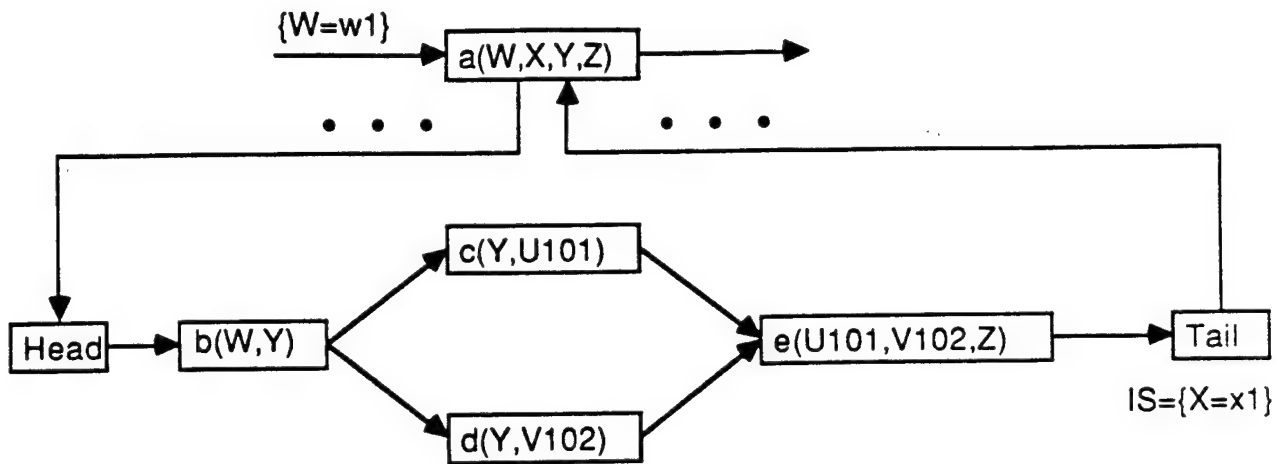 {W=w1}
a(W,X,Y,Z)
c(Y,U101)
Head
b(W,Y)
e(U101,V102,Z)
Tail
IS={X=x1}
d(Y,V102)